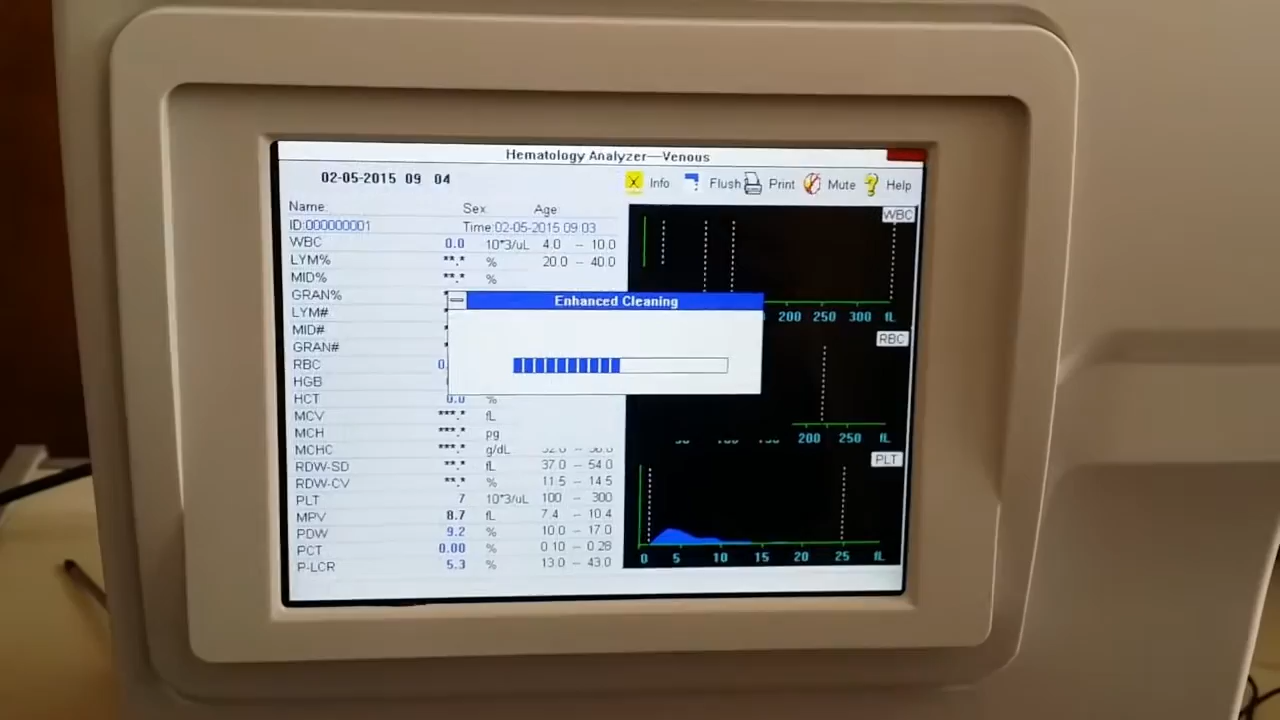 Hematology Analyzer—Venous
02-05-2015 09 04
Info Flush Print Mute Help
Name: Sex: Age:
ID:000000001 Time:02-05-2015 09:03
WBC 0.0 10*3/uL 4.0 -- 10.0
LYM% **.* % 20.0 -- 40.0
MID% **.* %
GRAN%
LYM#
MID#
GRAN#
RBC 0.
HGB
HCT 0.0 %
MCV ***.* fL
MCH ***.* pg
MCHC ***.* g/dL
RDW-SD **.* fL 37.0 -- 54.0
RDW-CV **.* % 11.5 -- 14.5
PLT 7 10*3/uL 100 -- 300
MPV 8.7 fL 7.4 -- 10.4
PDW 9.2 % 10.0 -- 17.0
PCT 0.00 % 0.10 -- 0.28
P-LCR 5.3 % 13.0 -- 43.0
Enhanced Cleaning
WBC
200 250 300 fL
RBC
200 250 fL
PLT
0 5 10 15 20 25 fL